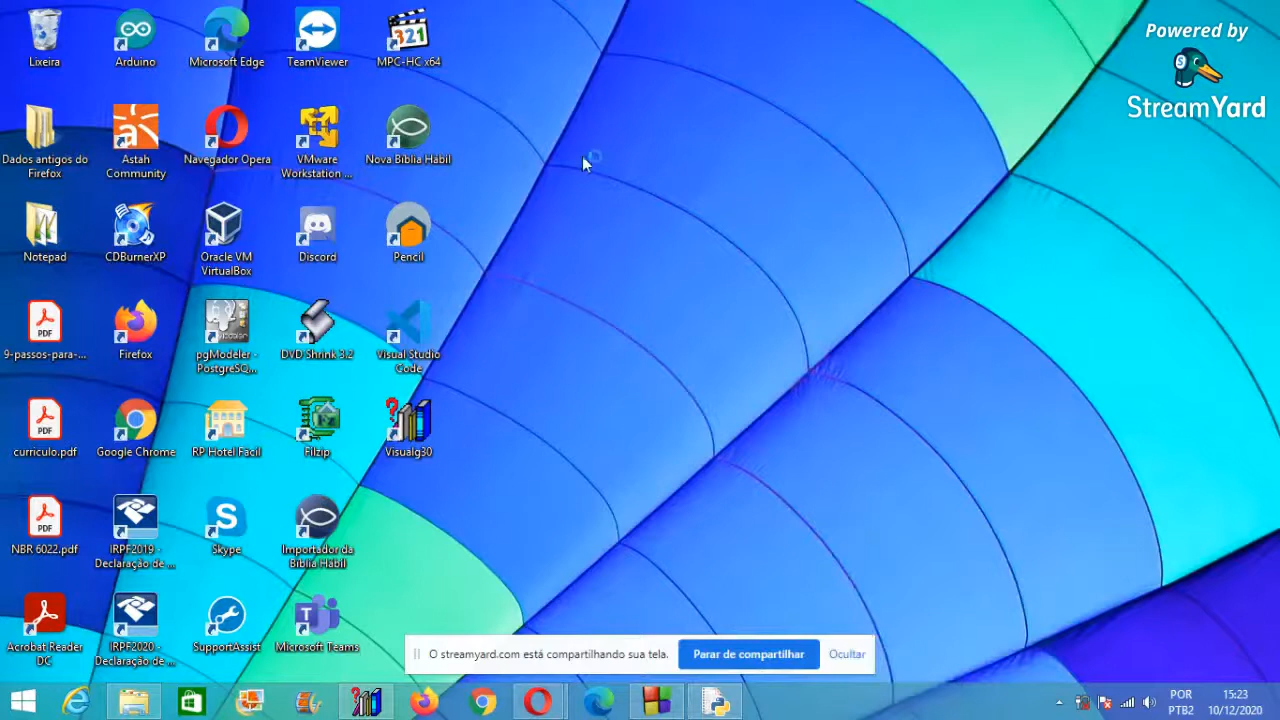 Powered by
StreamYard
Lixeira
Arduino
Microsoft Edge
TeamViewer
MPC-HC x64
Dados antigos do
Firefox
Astah
Community
Navegador Opera
VMware
Workstation ...
Nova Bíblia Hábil
Notepad
CDBurnerXP
Oracle VM
VirtualBox
Discord
Pencil
9-passos-para-...
Firefox
pgModeler -
PostgreSQ...
DVD Shrink 3.2
Visual Studio
Code
curriculo.pdf
Google Chrome
RP Hotel Facil
Filzip
Visualg30
NBR 6022.pdf
IRPF2019 -
Declaração de ...
Skype
Importador da
Bíblia Hábil
Acrobat Reader
DC
IRPF2020 -
Declaração de ...
SupportAssist
Microsoft Teams
O streamyard.com está compartilhando sua tela.
Parar de compartilhar
Ocultar
POR
PTB2
15:23
10/12/2020